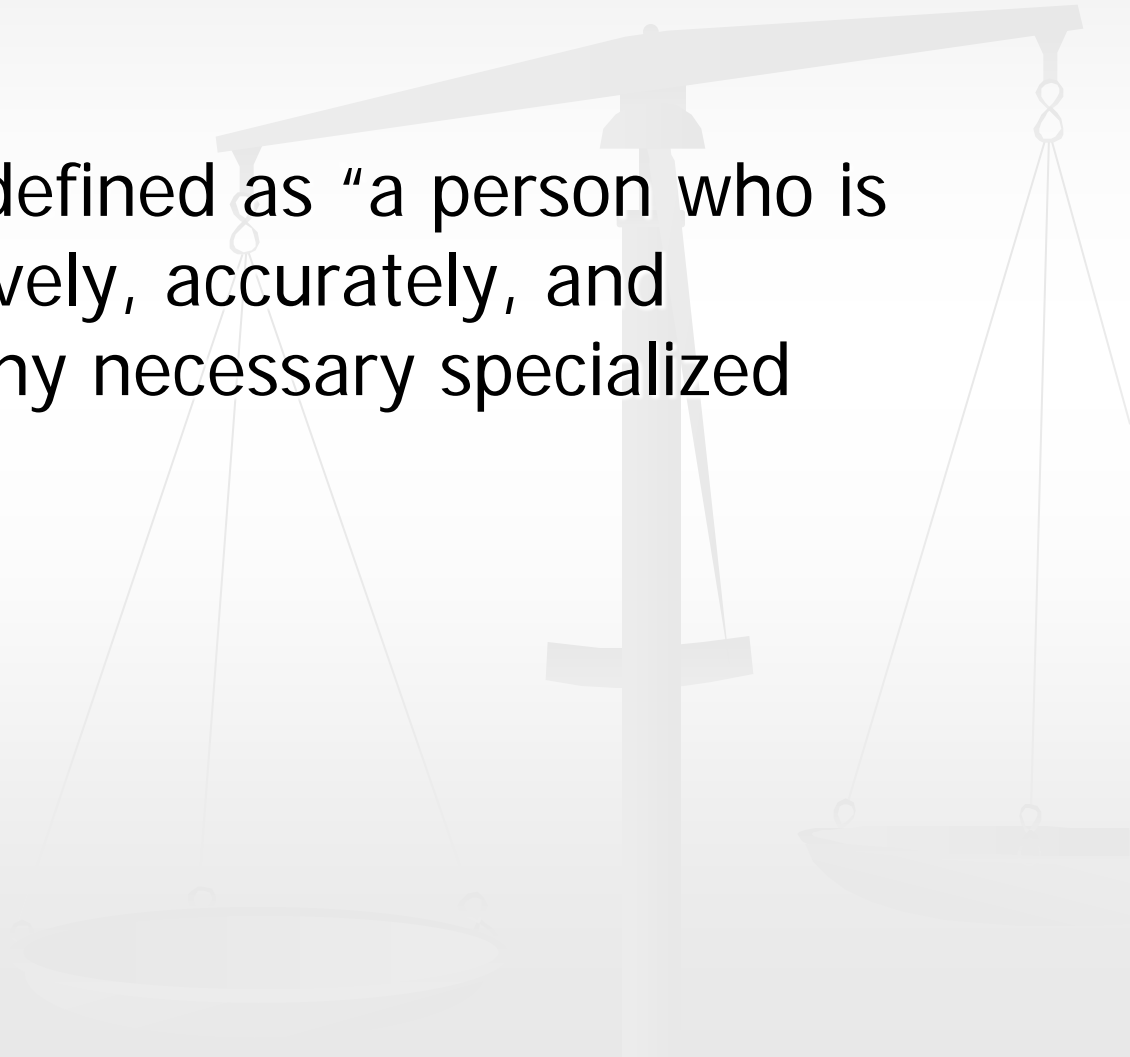 defined as “a person who is
vely, accurately, and
ny necessary specialized